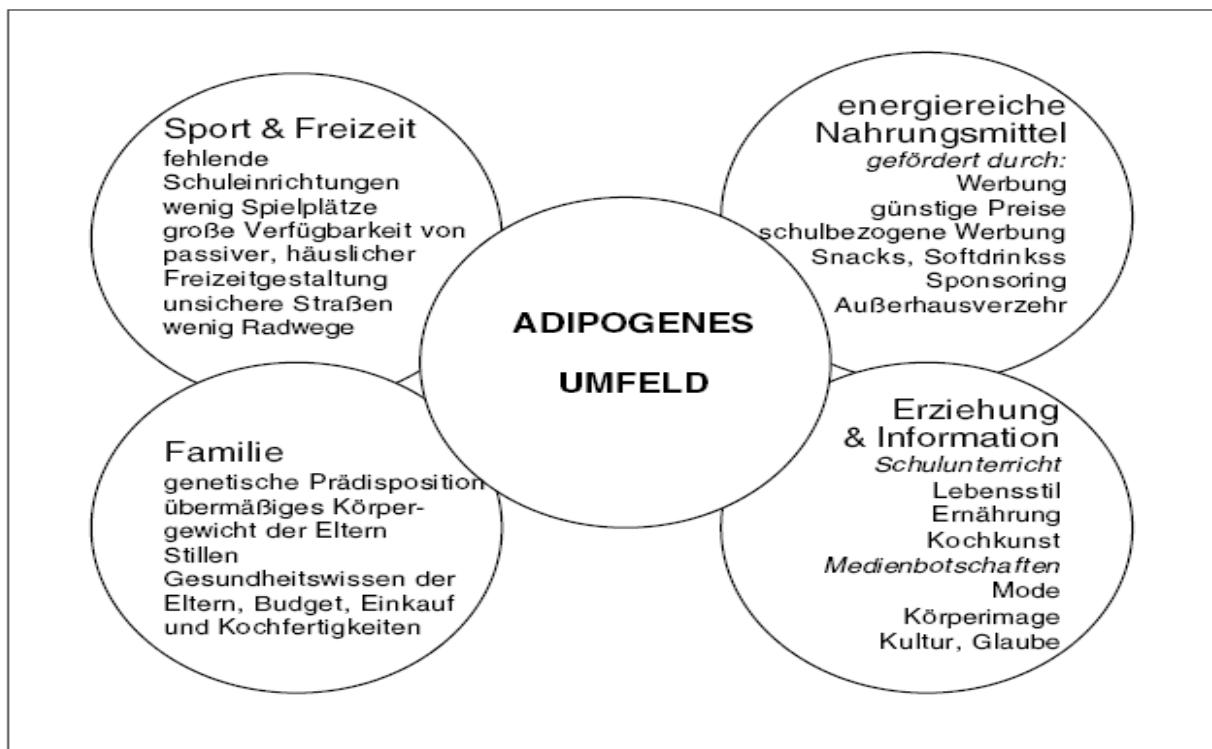 Sport & Freizeit
fehlende
Schuleinrichtungen
wenig Spielplätze
große Verfügbarkeit von
passiver, häuslicher
Freizeitgestaltung
unsichere Straßen
wenig Radwege
energiereiche
Nahrungsmittel
gefördert durch:
Werbung
günstige Preise
schulbezogene Werbung
Snacks, Softdrinkss
Sponsoring
Außerhausverzehr
ADIPOGENES
UMFELD
Familie
genetische Prädisposition
übermäßiges Körper-
gewicht der Eltern
Stillen
Gesundheitswissen der
Eltern, Budget, Einkauf
und Kochfertigkeiten
Erziehung
& Information
Schulunterricht
Lebensstil
Ernährung
Kochkunst
Medienbotschaften
Mode
Körperimage
Kultur, Glaube